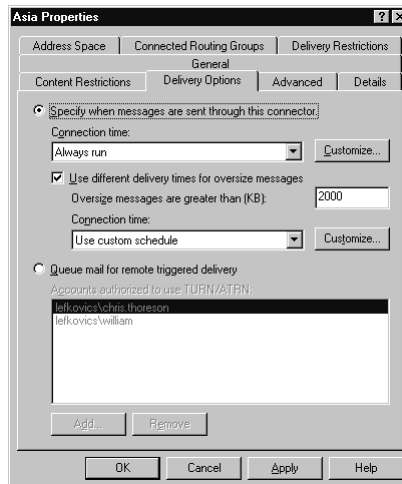 Asia Properties
Address Space Connected Routing Groups Delivery Restrictions
General
Content Restrictions Delivery Options Advanced Details
Specify when messages are sent through this connector.
Connection time:
Always run Customize...
Use different delivery times for oversize messages
Oversize messages are greater than (KB): 2000
Connection time:
Use custom schedule Customize...
Queue mail for remote triggered delivery
Accounts authorized to use TURN/ATRN:
lefkovics\chris.thoreson
lefkovics\william
Add... Remove
OK Cancel Apply Help